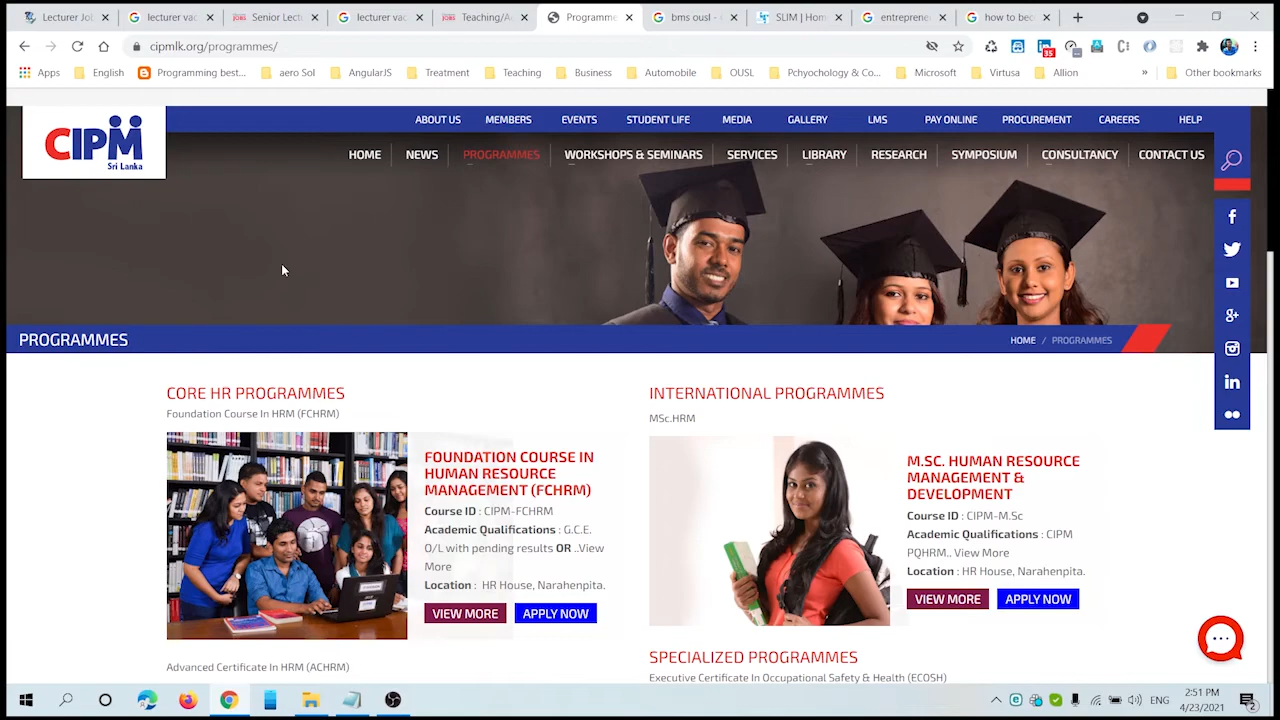 Lecturer Jo
lecturer vac
Senior Lect
lecturer vac
Teaching/A
Programme
bms ousl -
SLIM | Hom
entreprene
how to bec
cipmlk.org/programmes/
35
Apps
English
Programming best...
aero Sol
AngularJS
Treatment
Teaching
Business
Automobile
OUSL
Pchyochology & Co...
Microsoft
Virtusa
Allion
»
Other bookmarks
CIPM
Sri Lanka
ABOUT US
MEMBERS
EVENTS
STUDENT LIFE
MEDIA
GALLERY
LMS
PAY ONLINE
PROCUREMENT
CAREERS
HELP
HOME
NEWS
PROGRAMMES
WORKSHOPS & SEMINARS
SERVICES
LIBRARY
RESEARCH
SYMPOSIUM
CONSULTANCY
CONTACT US
PROGRAMMES
HOME / PROGRAMMES
CORE HR PROGRAMMES
Foundation Course In HRM (FCHRM)
FOUNDATION COURSE IN
HUMAN RESOURCE
MANAGEMENT (FCHRM)
Course ID : CIPM-FCHRM
Academic Qualifications : G.C.E.
O/L with pending results OR ..View
More
Location : HR House, Narahenpita.
VIEW MORE
APPLY NOW
Advanced Certificate In HRM (ACHRM)
INTERNATIONAL PROGRAMMES
MSc.HRM
M.SC. HUMAN RESOURCE
MANAGEMENT &
DEVELOPMENT
Course ID : CIPM-M.Sc
Academic Qualifications : CIPM
PQHRM.. View More
Location : HR House, Narahenpita.
VIEW MORE
APPLY NOW
SPECIALIZED PROGRAMMES
Executive Certificate In Occupational Safety & Health (ECOSH)
ENG
2:51 PM
4/23/2021
2